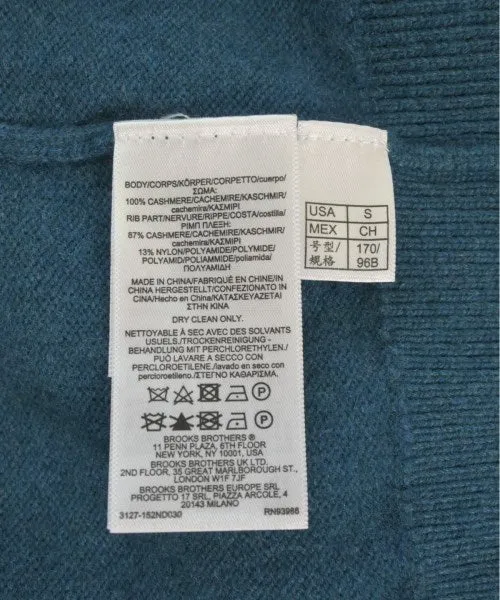 BODY/CORPS/KÖRPER/CORPETTO/cuerpo/
ΣΩΜΑ:
100% CASHMERE/CACHEMIRE/KASCHMIR/
cachemira/ΚΑΣΜΙΡΙ
RIB PART/NERVURE/RIPPE/COSTA/costilla/
ΡΙΜΠ ΠΛΑΣΗ:
87% CASHMERE/CACHEMIRE/KASCHMIR/
cachemira/ΚΑΣΜΙΡΙ
13% NYLON/POLYAMIDE/POLYMIDE/
POLYAMID/POLIAMMIDE/poliamida/
ΠΟΛΥΑΜΙΔΗ
MADE IN CHINA/FABRIQUÉ EN CHINE/IN
CHINA HERGESTELLT/CONFEZIONATO IN
CINA/Hecho en CHINA/ΚΑΤΑΣΚΕΥΑΖΕΤΑΙ
ΣΤΗΝ ΚΙΝΑ
DRY CLEAN ONLY.
NETTOYABLE À SEC AVEC DES SOLVANTS
USUELS./TROCKENREINIGUNG -
BEHANDLUNG MIT PERCHLORETHYLEN./
PUÒ LAVARE A SECCO CON
PERCLOROETILENE./lavado en seco con
percloroetileno./ΣΤΕΓΝΟ ΚΑΘΑΡΙΣΜΑ.
BROOKS BROTHERS ®
11 PENN PLAZA, 6TH FLOOR
NEW YORK, NY 10001, USA
BROOKS BROTHERS UK LTD.
2ND FLOOR, 35 GREAT MARLBOROUGH ST.,
LONDON W1F 7JF
BROOKS BROTHERS EUROPE SRL
PROGETTO 17 SRL, PIAZZA ARCOLE, 4
20143 MILANO
3127-152ND030 RN93986
USA S
MEX CH
号型/ 170/
规格 96B